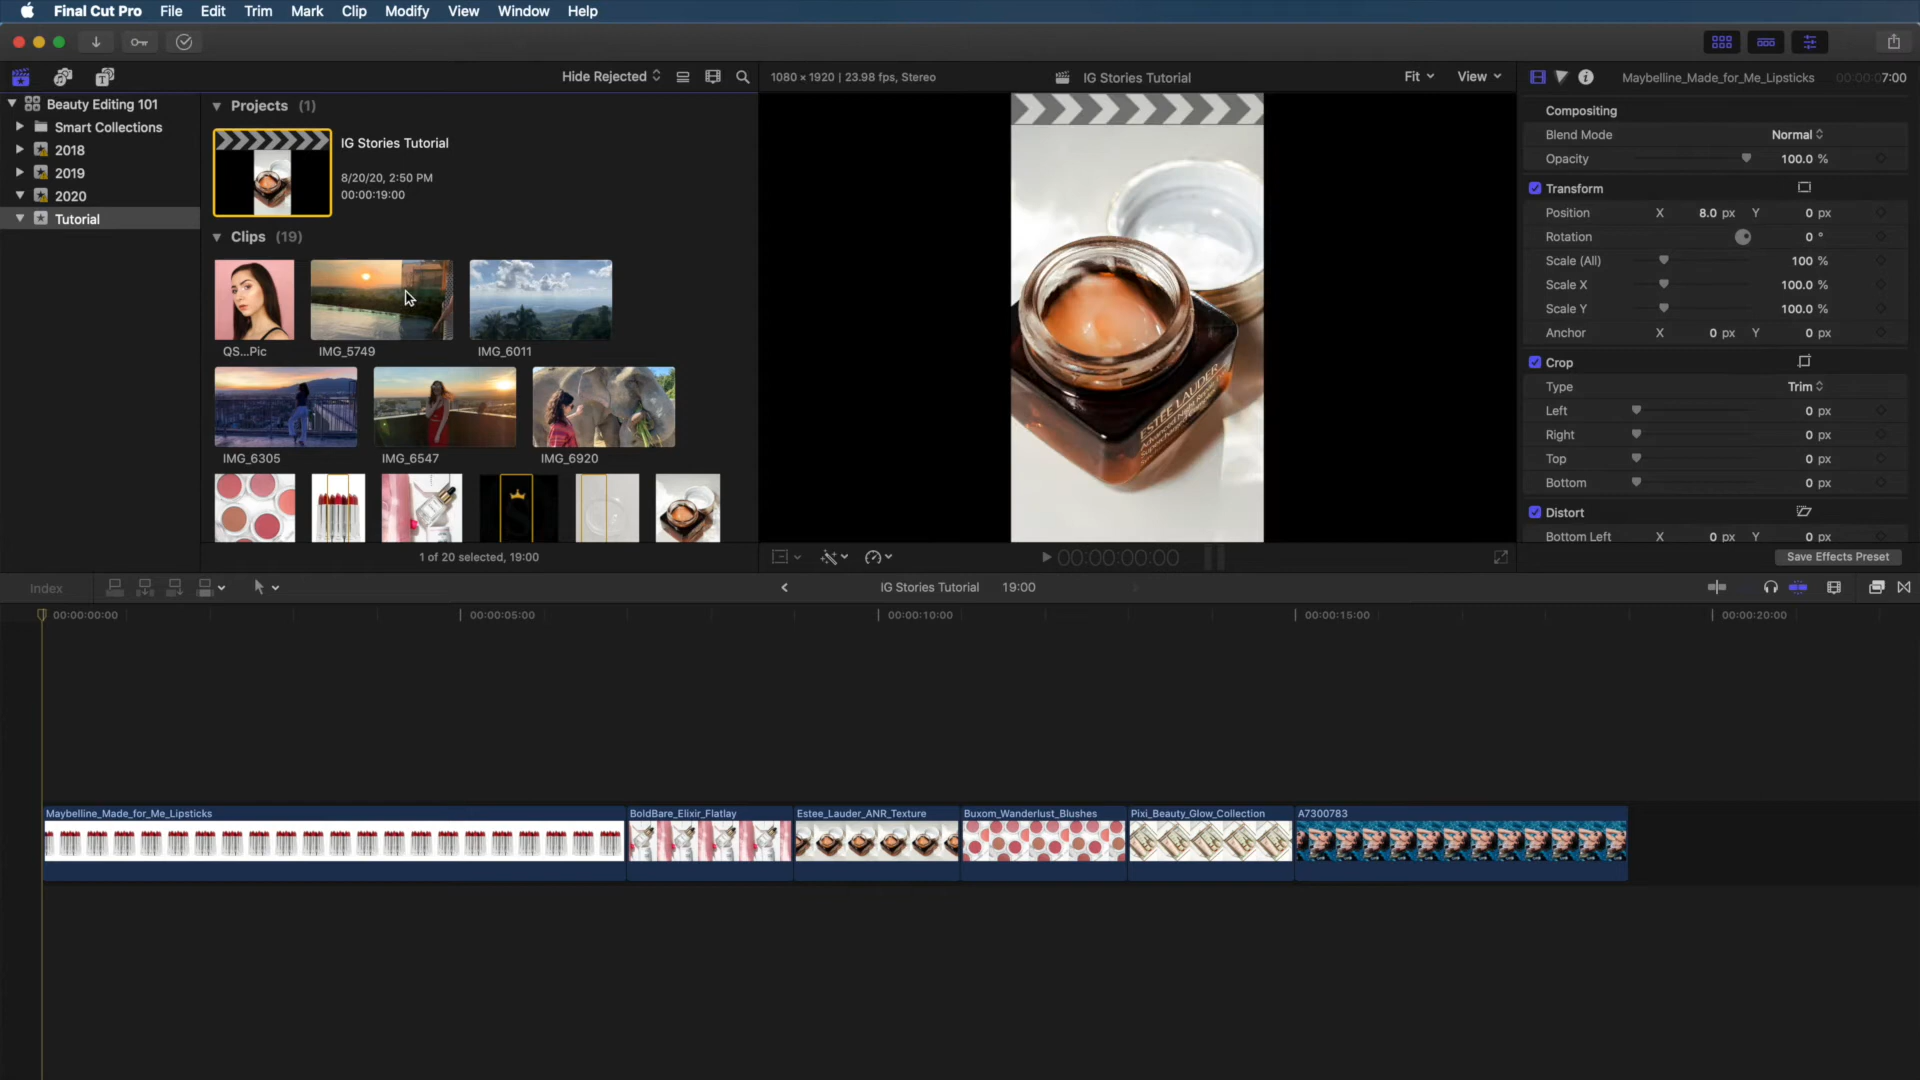 Final Cut Pro File Edit Trim Mark Clip Modify View Window Help
Hide Rejected
1080 × 1920 | 23.98 fps, Stereo
IG Stories Tutorial
Fit
View
Maybelline_Made_for_Me_Lipsticks
7:00
Beauty Editing 101
Smart Collections
2018
2019
2020
Tutorial
Projects (1)
IG Stories Tutorial
8/20/20, 2:50 PM
00:00:19:00
Clips (19)
QS...Pic
IMG_5749
IMG_6011
IMG_6305
IMG_6547
IMG_6920
1 of 20 selected, 19:00
ESTĒE LAUDER
Advanced Night Repair
00:00:00:00
Compositing
Blend Mode Normal
Opacity 100.0 %
Transform
Position X 8.0 px Y 0 px
Rotation 0 °
Scale (All) 100 %
Scale X 100.0 %
Scale Y 100.0 %
Anchor X 0 px Y 0 px
Crop
Type Trim
Left 0 px
Right 0 px
Top 0 px
Bottom 0 px
Distort
Bottom Left X 0 px Y 0 px
Save Effects Preset
Index
IG Stories Tutorial 19:00
00:00:00:00 00:00:05:00 00:00:10:00 00:00:15:00 00:00:20:00
Maybelline_Made_for_Me_Lipsticks
BoldBare_Elixir_Flatlay
Estee_Lauder_ANR_Texture
Buxom_Wanderlust_Blushes
Pixi_Beauty_Glow_Collection
A7300783